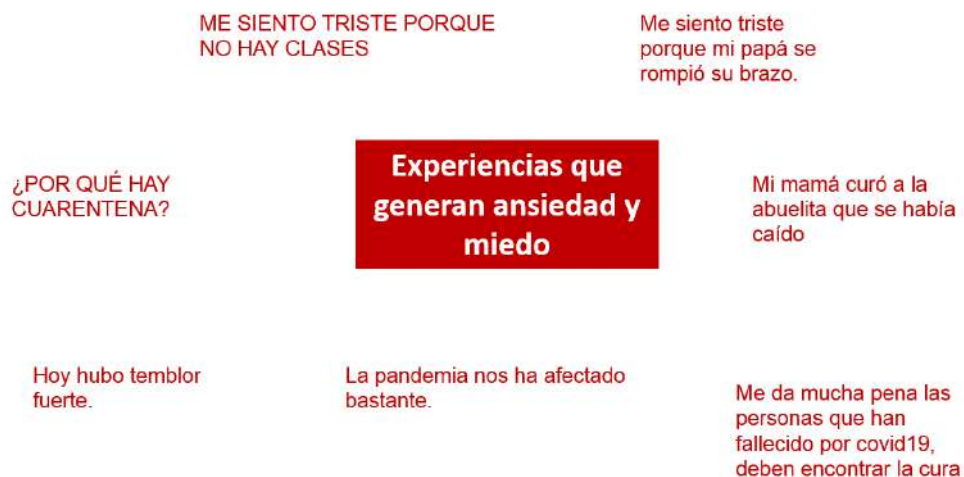 ME SIENTO TRISTE PORQUE
NO HAY CLASES
Me siento triste
porque mi papá se
rompió su brazo.
¿POR QUÉ HAY
CUARENTENA?
Experiencias que
generan ansiedad y
miedo
Mi mamá curó a la
abuelita que se había
caído
Hoy hubo temblor
fuerte.
La pandemia nos ha afectado
bastante.
Me da mucha pena las
personas que han
fallecido por covid19,
deben encontrar la cura